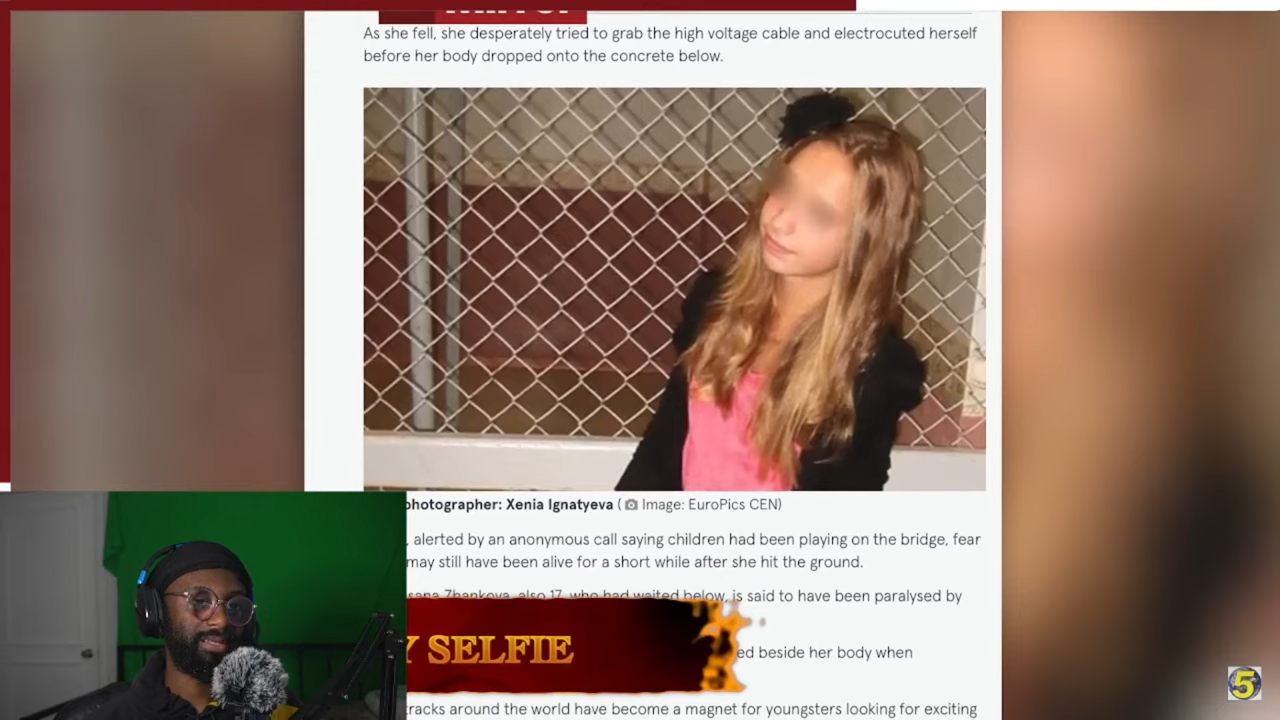 As she fell, she desperately tried to grab the high voltage cable and electrocuted herself
before her body dropped onto the concrete below.
photographer: Xenia Ignatyeva ( Image: EuroPics CEN)
, alerted by an anonymous call saying children had been playing on the bridge, fear
may still have been alive for a short while after she hit the ground.
Zhankova, also 17, who had waited below, is said to have been paralysed by
Y SELFIE
ed beside her body when
tracks around the world have become a magnet for youngsters looking for exciting
5